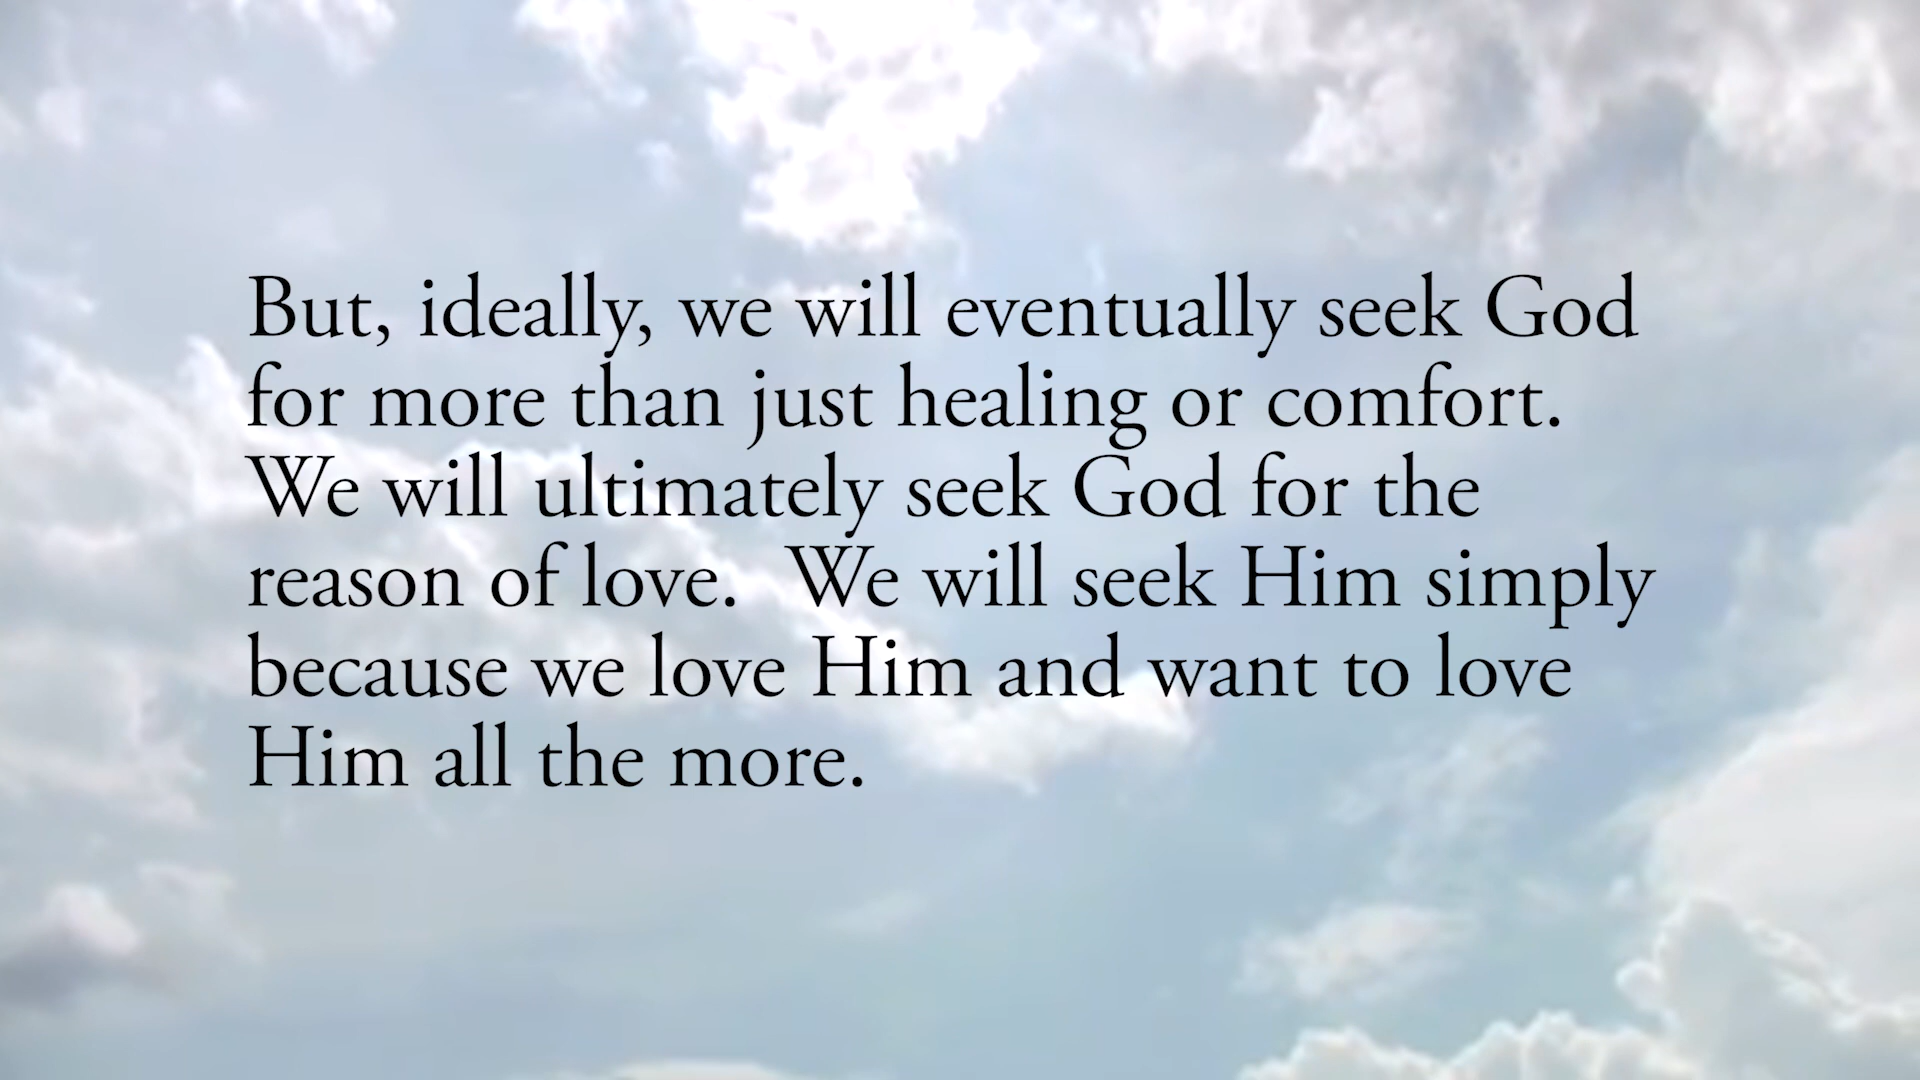 But, ideally, we will eventually seek God
for more than just healing or comfort.
We will ultimately seek God for the
reason of love.  We will seek Him simply
because we love Him and want to love
Him all the more.